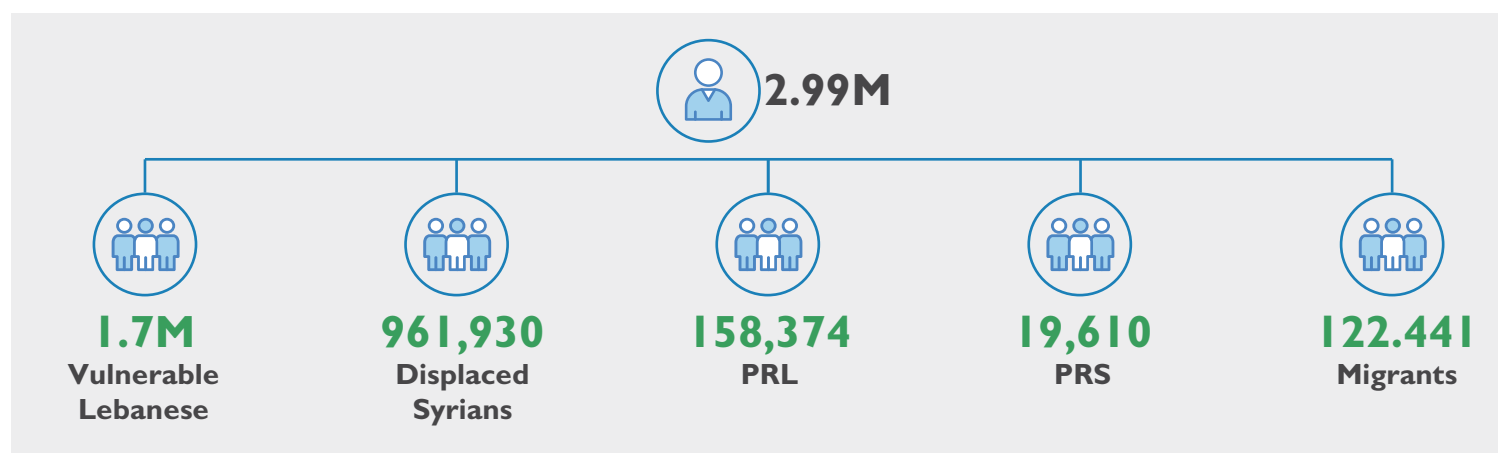 2.99M
1.7M
Vulnerable
Lebanese
961,930
Displaced
Syrians
158,374
PRL
19,610
PRS
122.441
Migrants